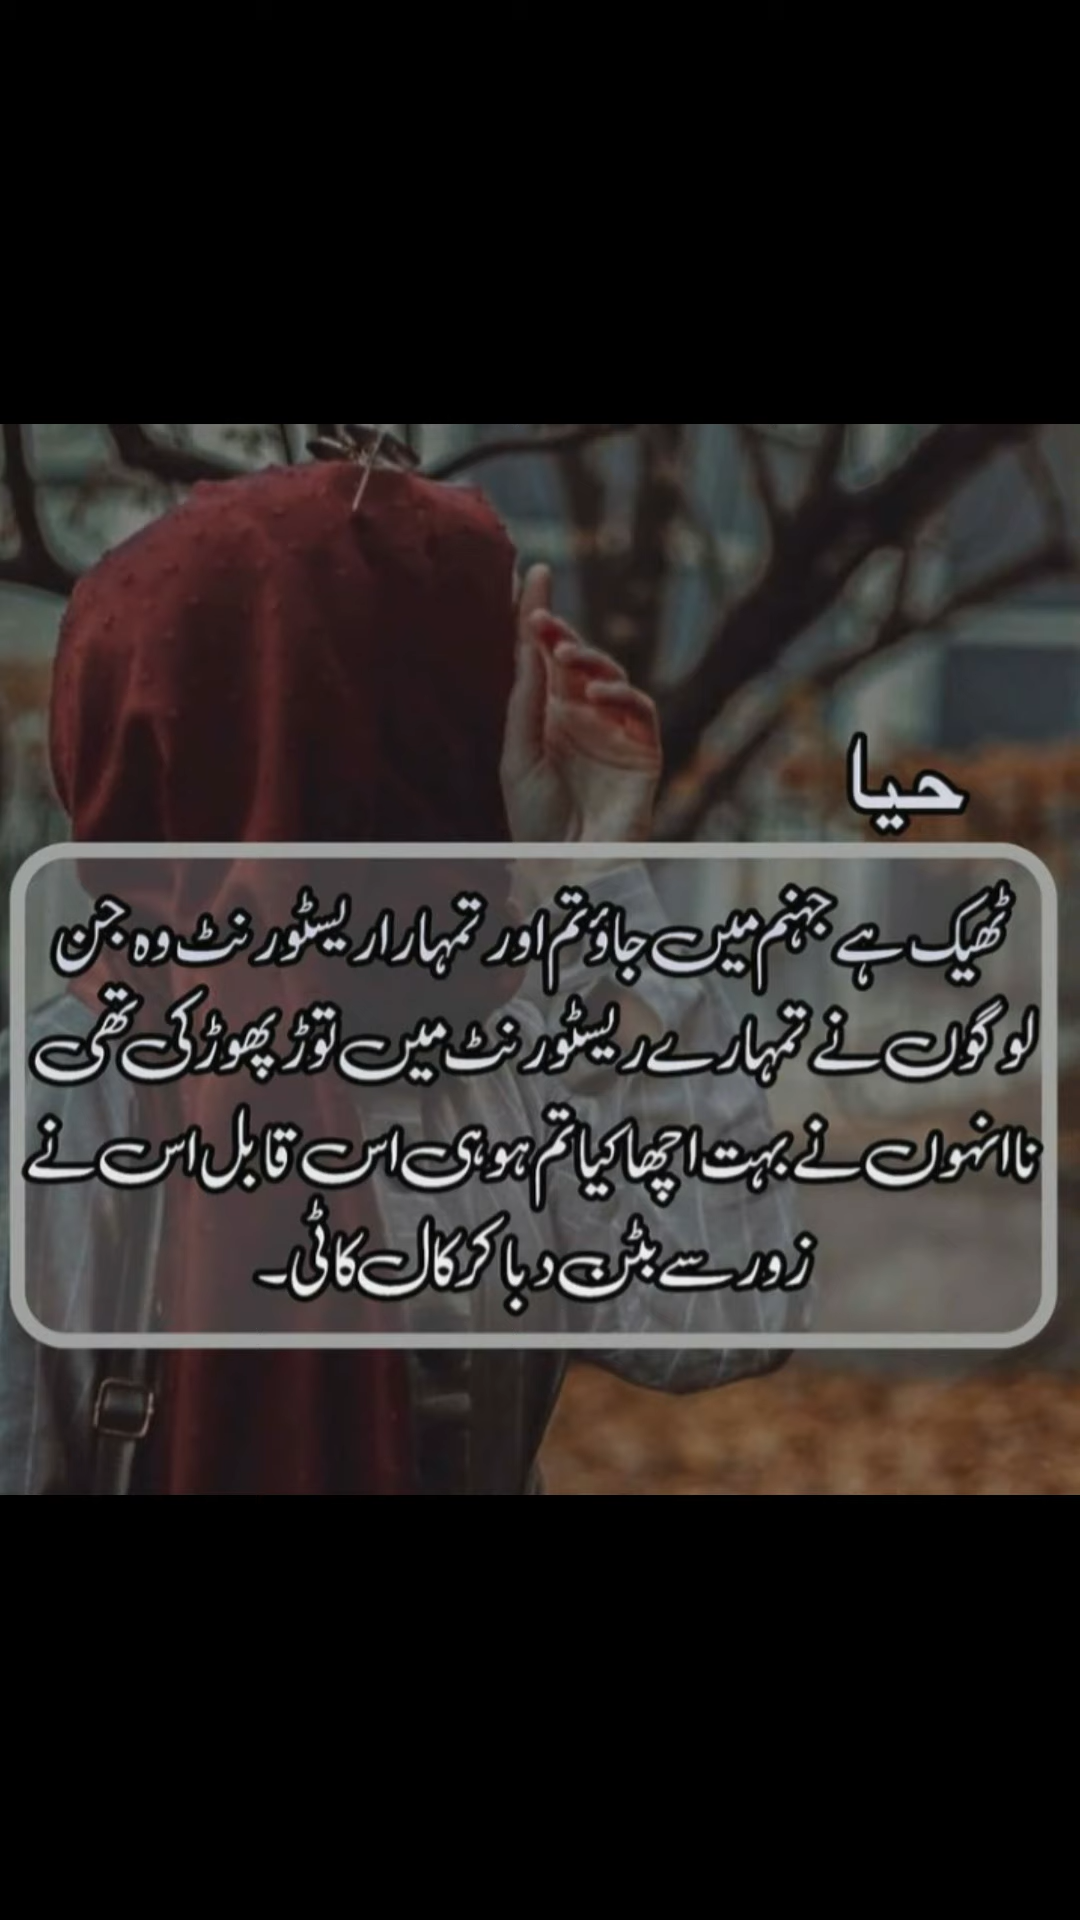 حیا
ٹھیک ہے جہنم میں جاؤ تم اور تمہارا ریسٹورنٹ وہ جن
لوگوں نے تمہارے ریسٹورنٹ میں توڑ پھوڑ کی تھی
نا انہوں نے بہت اچھا کیا تم ہو ہی اس قابل اس نے
زور سے بٹن دبا کر کال کاٹی۔